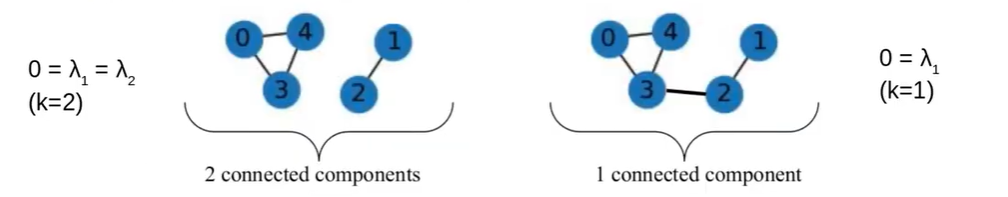 0 = λ₁ = λ₂
(k=2)
0
4
3
1
2
2 connected components
0
4
3
1
2
1 connected component
0 = λ₁
(k=1)